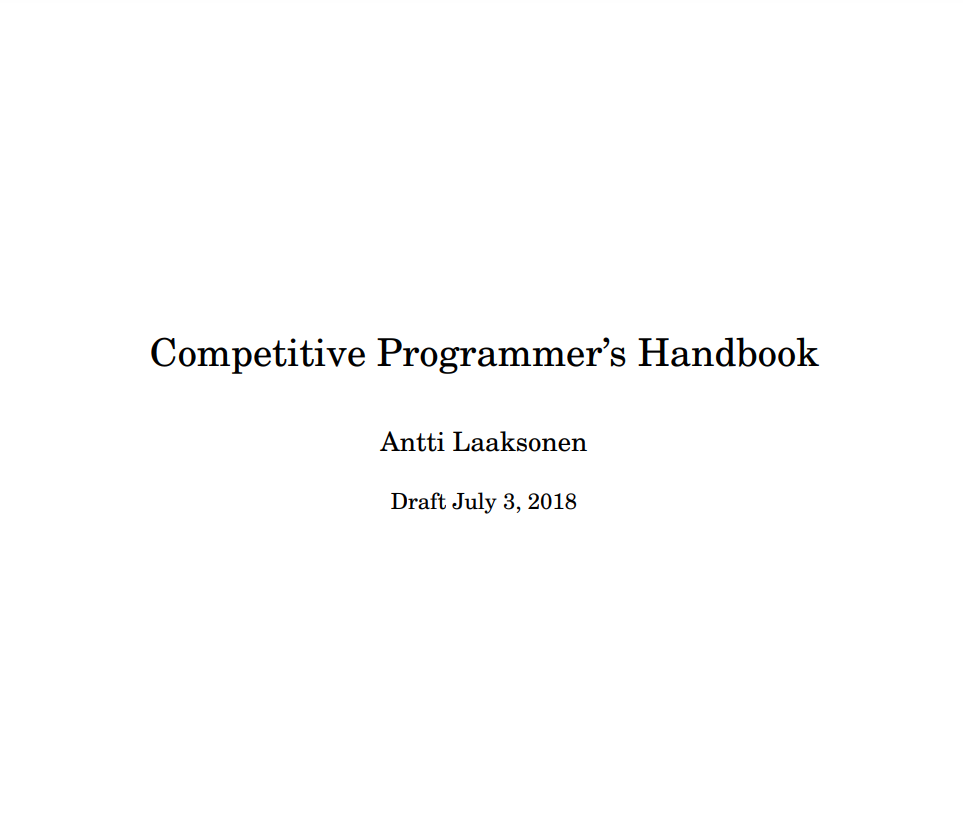 Competitive Programmer’s Handbook
Antti Laaksonen
Draft July 3, 2018